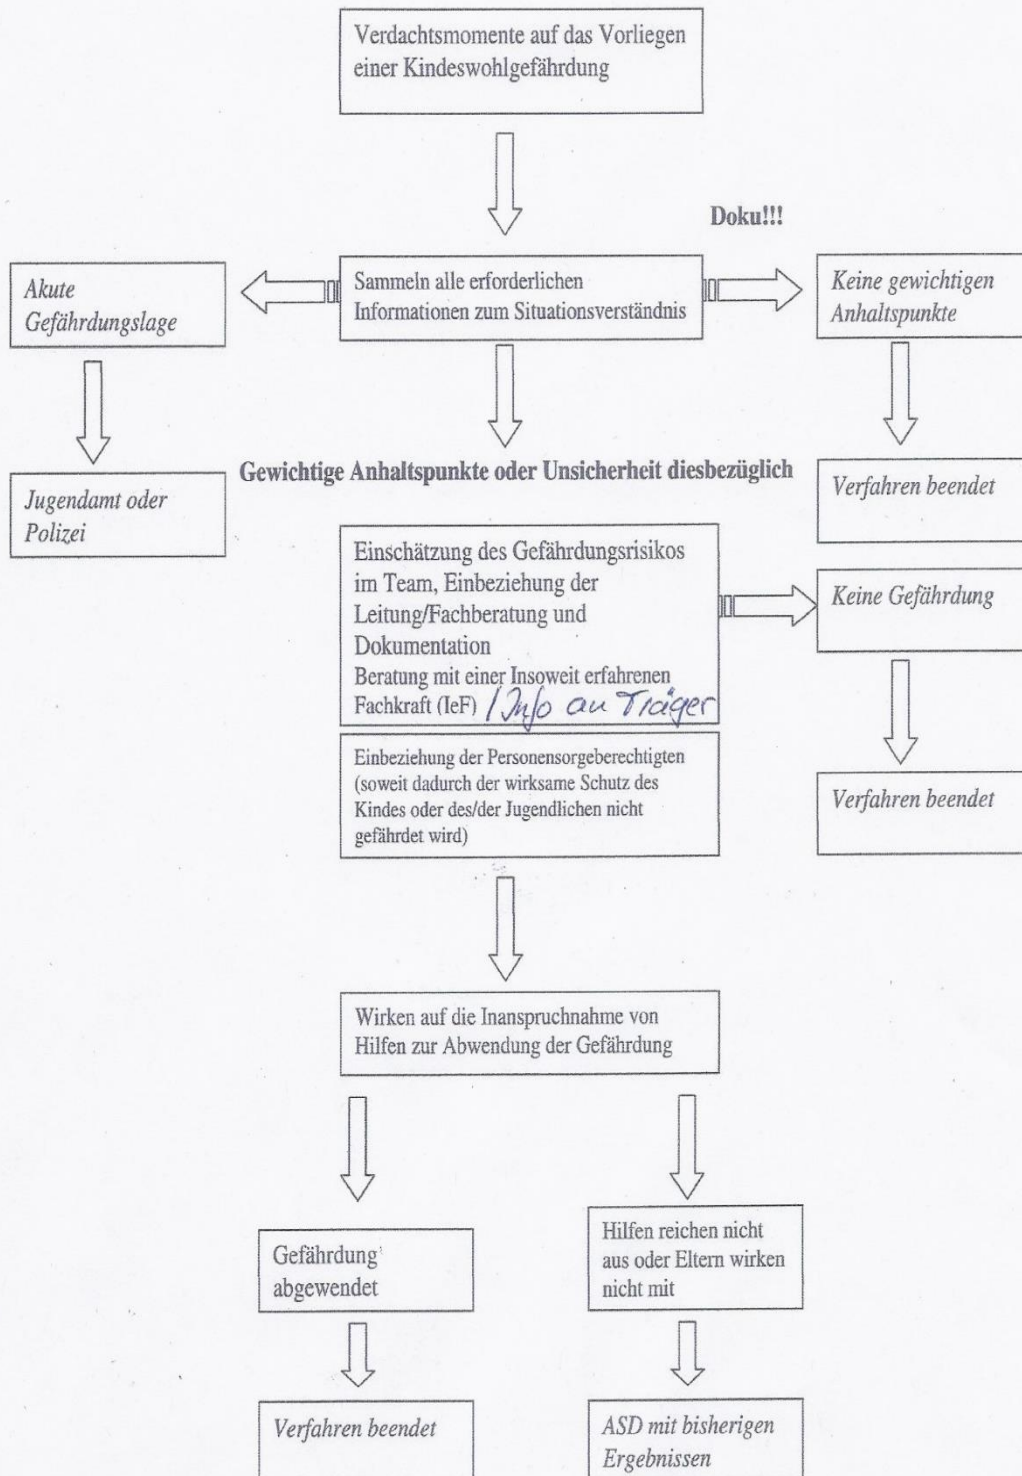 Verdachtsmomente auf das Vorliegen
einer Kindeswohlgefährdung
Doku!!!
Akute
Gefährdungslage
Sammeln alle erforderlichen
Informationen zum Situationsverständnis
Keine gewichtigen
Anhaltspunkte
Gewichtige Anhaltspunkte oder Unsicherheit diesbezüglich
Jugendamt oder
Polizei
Verfahren beendet
Einschätzung des Gefährdungsrisikos
im Team, Einbeziehung der
Leitung/Fachberatung und
Dokumentation
Beratung mit einer Insoweit erfahrenen
Fachkraft (IeF) / Info an Träger
Keine Gefährdung
Einbeziehung der Personensorgeberechtigten
(soweit dadurch der wirksame Schutz des
Kindes oder des/der Jugendlichen nicht
gefährdet wird)
Verfahren beendet
Wirken auf die Inanspruchnahme von
Hilfen zur Abwendung der Gefährdung
Gefährdung
abgewendet
Hilfen reichen nicht
aus oder Eltern wirken
nicht mit
Verfahren beendet
ASD mit bisherigen
Ergebnissen